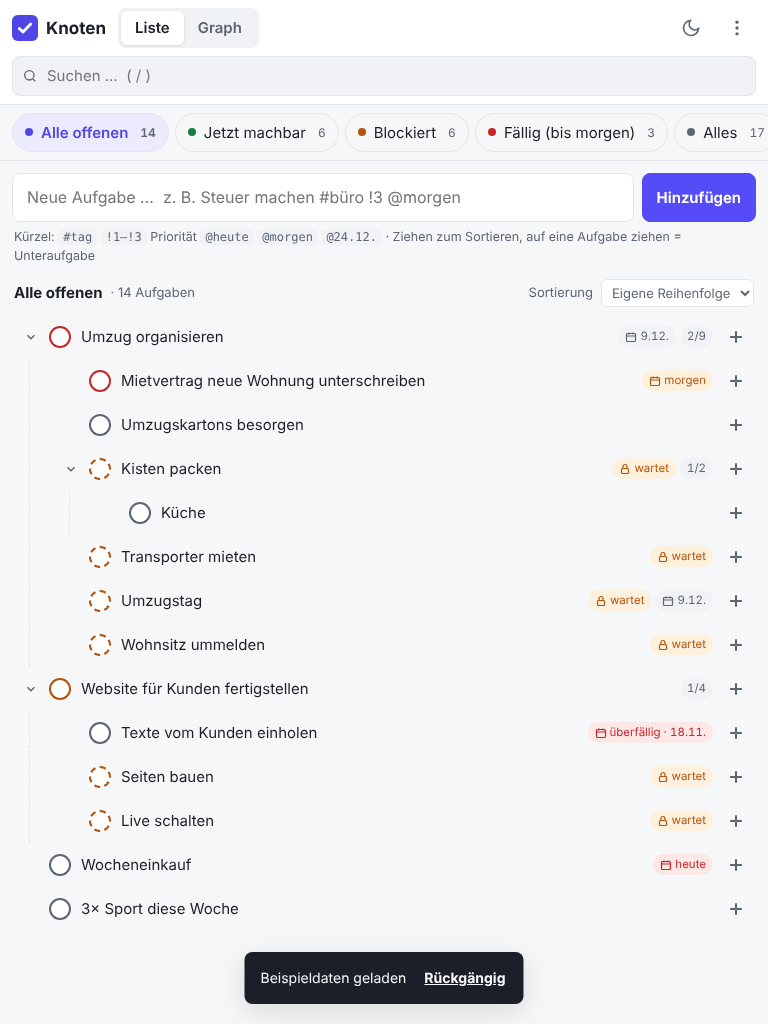 Knoten Liste Graph
Suchen … ( / )
Alle offenen 14 Jetzt machbar 6 Blockiert 6 Fällig (bis morgen) 3 Alles 17
Neue Aufgabe … z. B. Steuer machen #büro !3 @morgen Hinzufügen
Kürzel: #tag !1–!3 Priorität @heute @morgen @24.12. · Ziehen zum Sortieren, auf eine Aufgabe ziehen =
Unteraufgabe
Alle offenen · 14 Aufgaben Sortierung Eigene Reihenfolge
Umzug organisieren 9.12. 2/9
Mietvertrag neue Wohnung unterschreiben morgen
Umzugskartons besorgen
Kisten packen wartet 1/2
Küche
Transporter mieten wartet
Umzugstag wartet 9.12.
Wohnsitz ummelden wartet
Website für Kunden fertigstellen 1/4
Texte vom Kunden einholen überfällig · 18.11.
Seiten bauen wartet
Live schalten wartet
Wocheneinkauf heute
3× Sport diese Woche
Beispieldaten geladen Rückgängig